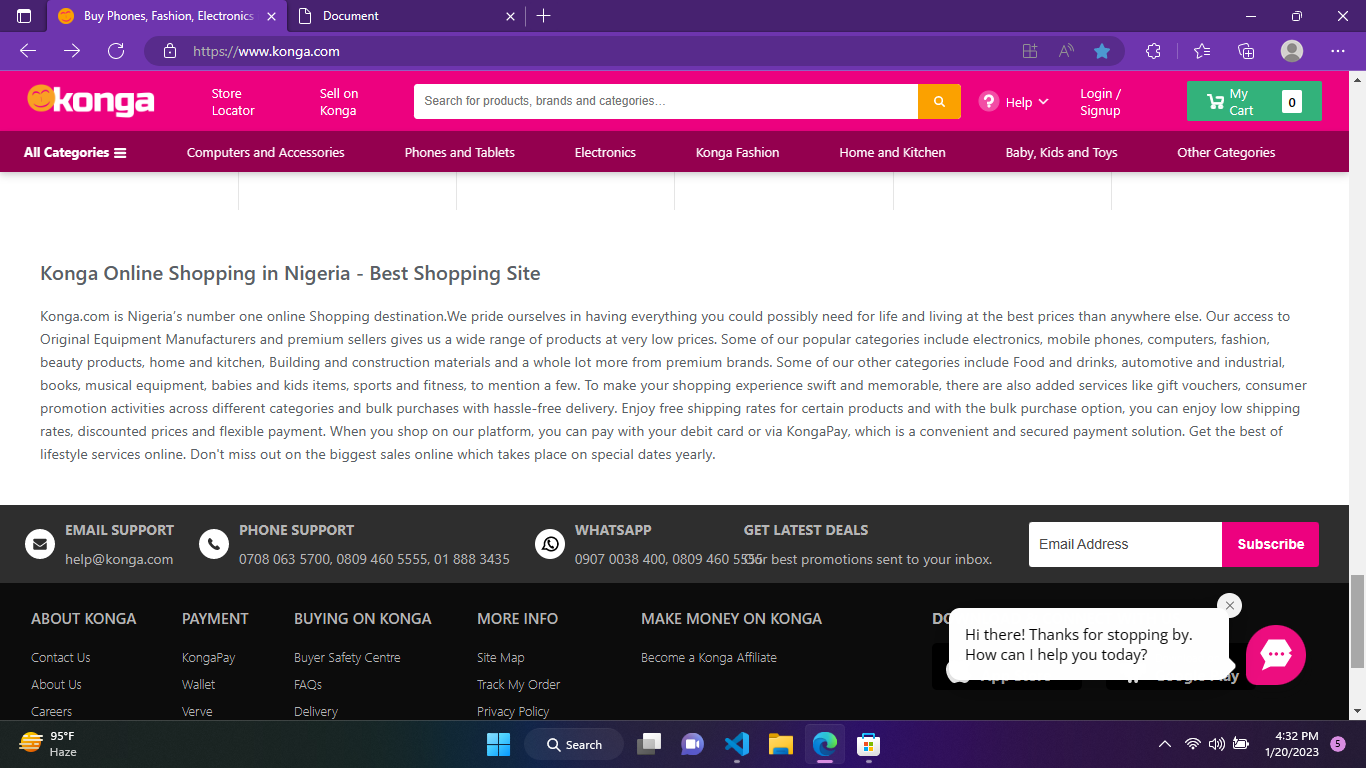 Buy Phones, Fashion, Electronics
Document
https://www.konga.com
konga
Store
Locator
Sell on
Konga
Search for products, brands and categories...
Help
Login /
Signup
My
Cart
0
All Categories
Computers and Accessories
Phones and Tablets
Electronics
Konga Fashion
Home and Kitchen
Baby, Kids and Toys
Other Categories
Konga Online Shopping in Nigeria - Best Shopping Site
Konga.com is Nigeria's number one online Shopping destination.We pride ourselves in having everything you could possibly need for life and living at the best prices than anywhere else. Our access to
Original Equipment Manufacturers and premium sellers gives us a wide range of products at very low prices. Some of our popular categories include electronics, mobile phones, computers, fashion,
beauty products, home and kitchen, Building and construction materials and a whole lot more from premium brands. Some of our other categories include Food and drinks, automotive and industrial,
books, musical equipment, babies and kids items, sports and fitness, to mention a few. To make your shopping experience swift and memorable, there are also added services like gift vouchers, consumer
promotion activities across different categories and bulk purchases with hassle-free delivery. Enjoy free shipping rates for certain products and with the bulk purchase option, you can enjoy low shipping
rates, discounted prices and flexible payment. When you shop on our platform, you can pay with your debit card or via KongaPay, which is a convenient and secured payment solution. Get the best of
lifestyle services online. Don't miss out on the biggest sales online which takes place on special dates yearly.
EMAIL SUPPORT
help@konga.com
PHONE SUPPORT
0708 063 5700, 0809 460 5555, 01 888 3435
WHATSAPP
0907 0038 400, 0809 460 5555
GET LATEST DEALS
Our best promotions sent to your inbox.
Email Address
Subscribe
ABOUT KONGA
Contact Us
About Us
Careers
PAYMENT
KongaPay
Wallet
Verve
BUYING ON KONGA
Buyer Safety Centre
FAQs
Delivery
MORE INFO
Site Map
Track My Order
Privacy Policy
MAKE MONEY ON KONGA
Become a Konga Affiliate
Hi there! Thanks for stopping by.
How can I help you today?
95°F
Haze
Search
4:32 PM
1/20/2023
5